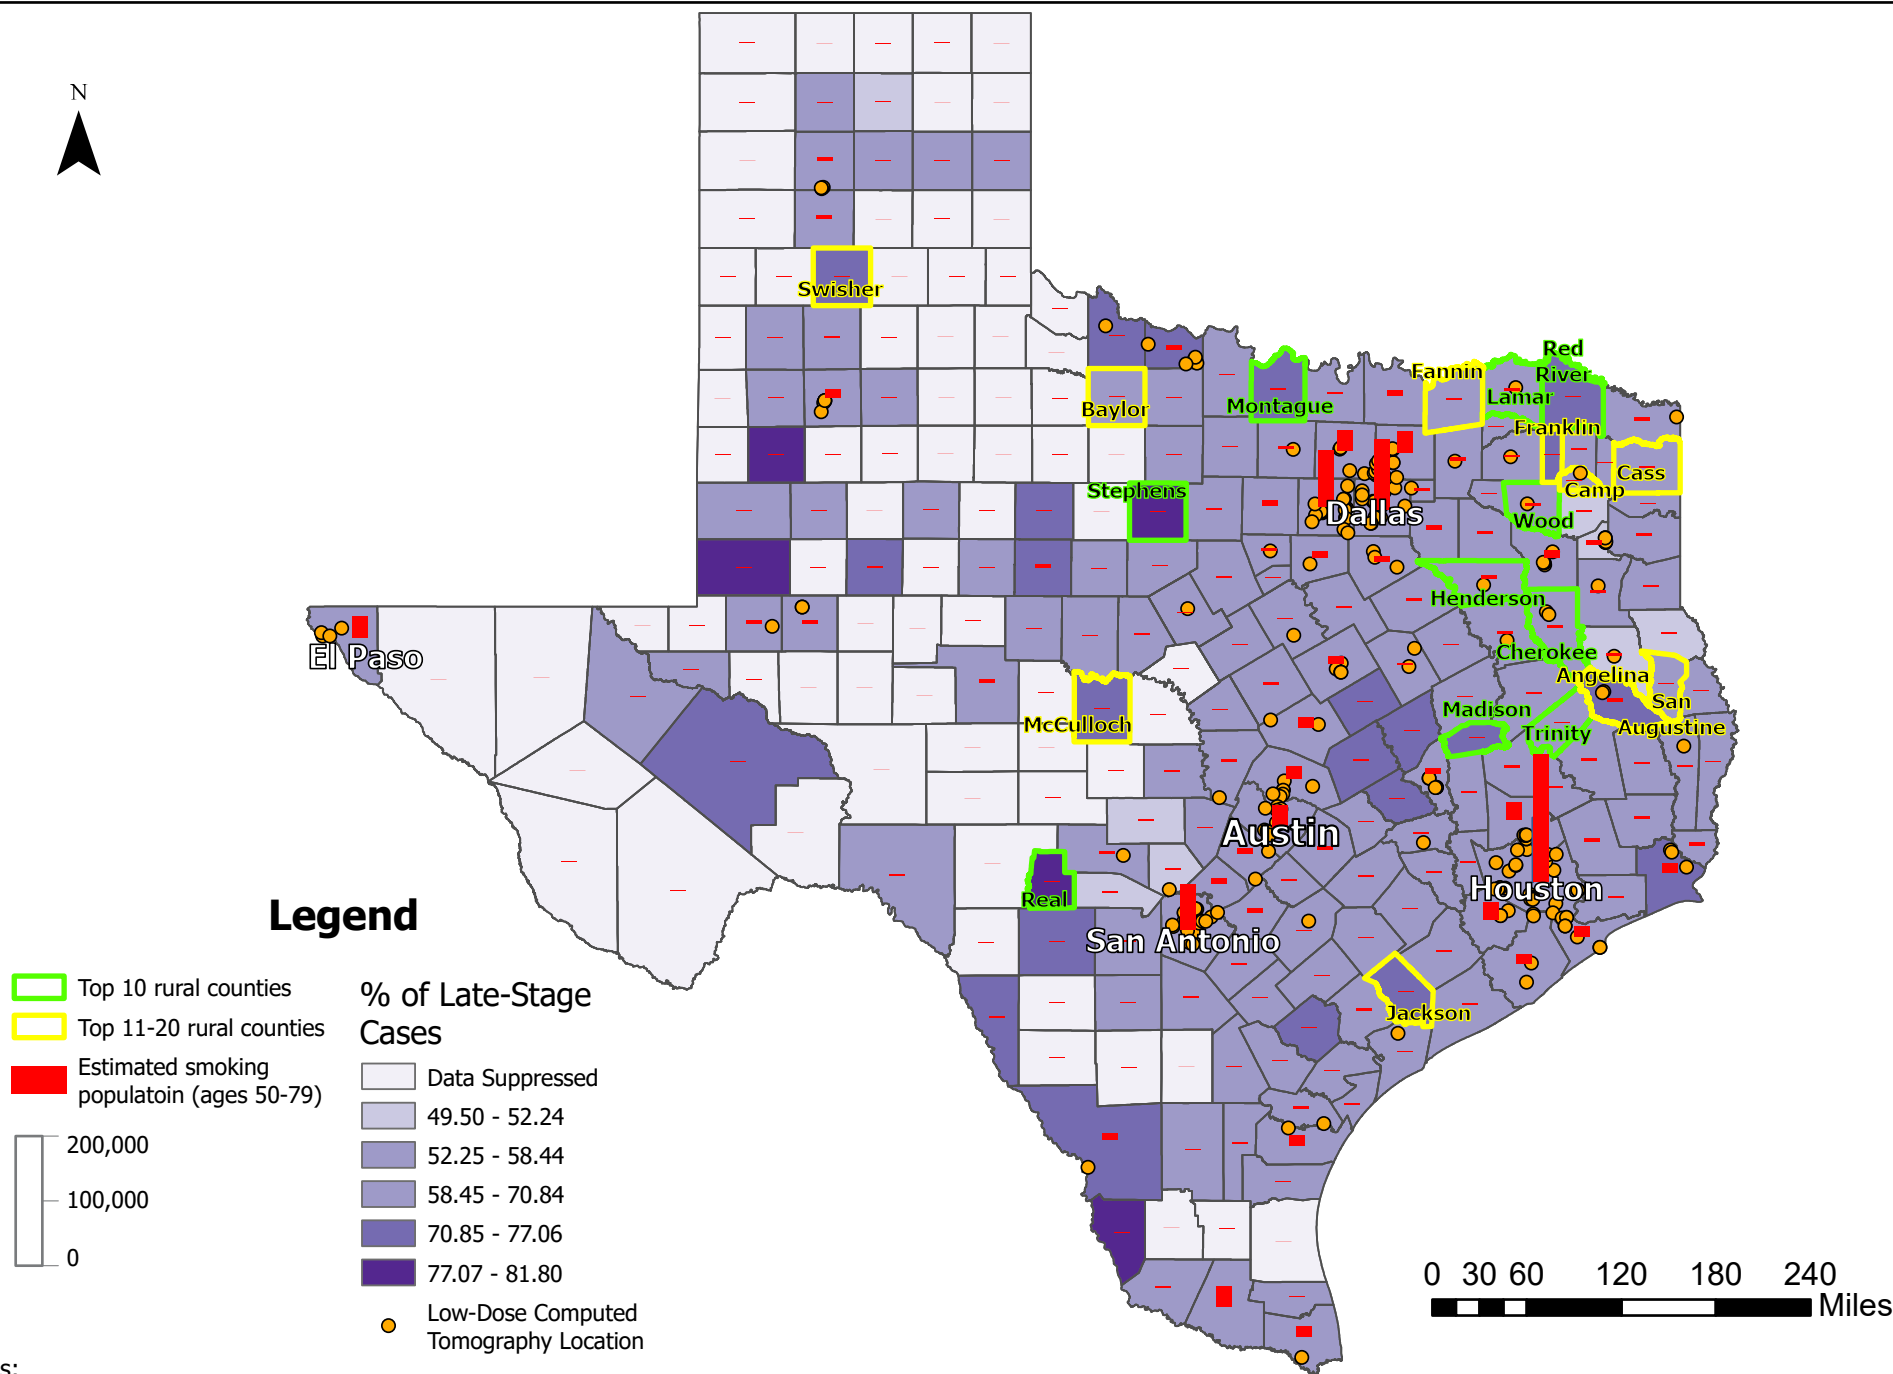 N
Swisher
Baylor
Montague
Fannin
Red
River
Lamar
Franklin
Cass
Camp
Stephens
Dallas
Wood
Henderson
El Paso
Cherokee
Angelina
San
Augustine
McCulloch
Madison
Trinity
Austin
Houston
Real
San Antonio
Jackson
Legend
Top 10 rural counties
Top 11-20 rural counties
Estimated smoking
populatoin (ages 50-79)
200,000
100,000
0
% of Late-Stage
Cases
Data Suppressed
49.50 - 52.24
52.25 - 58.44
58.45 - 70.84
70.85 - 77.06
77.07 - 81.80
Low-Dose Computed
Tomography Location
0 30 60 120 180 240
Miles
s: